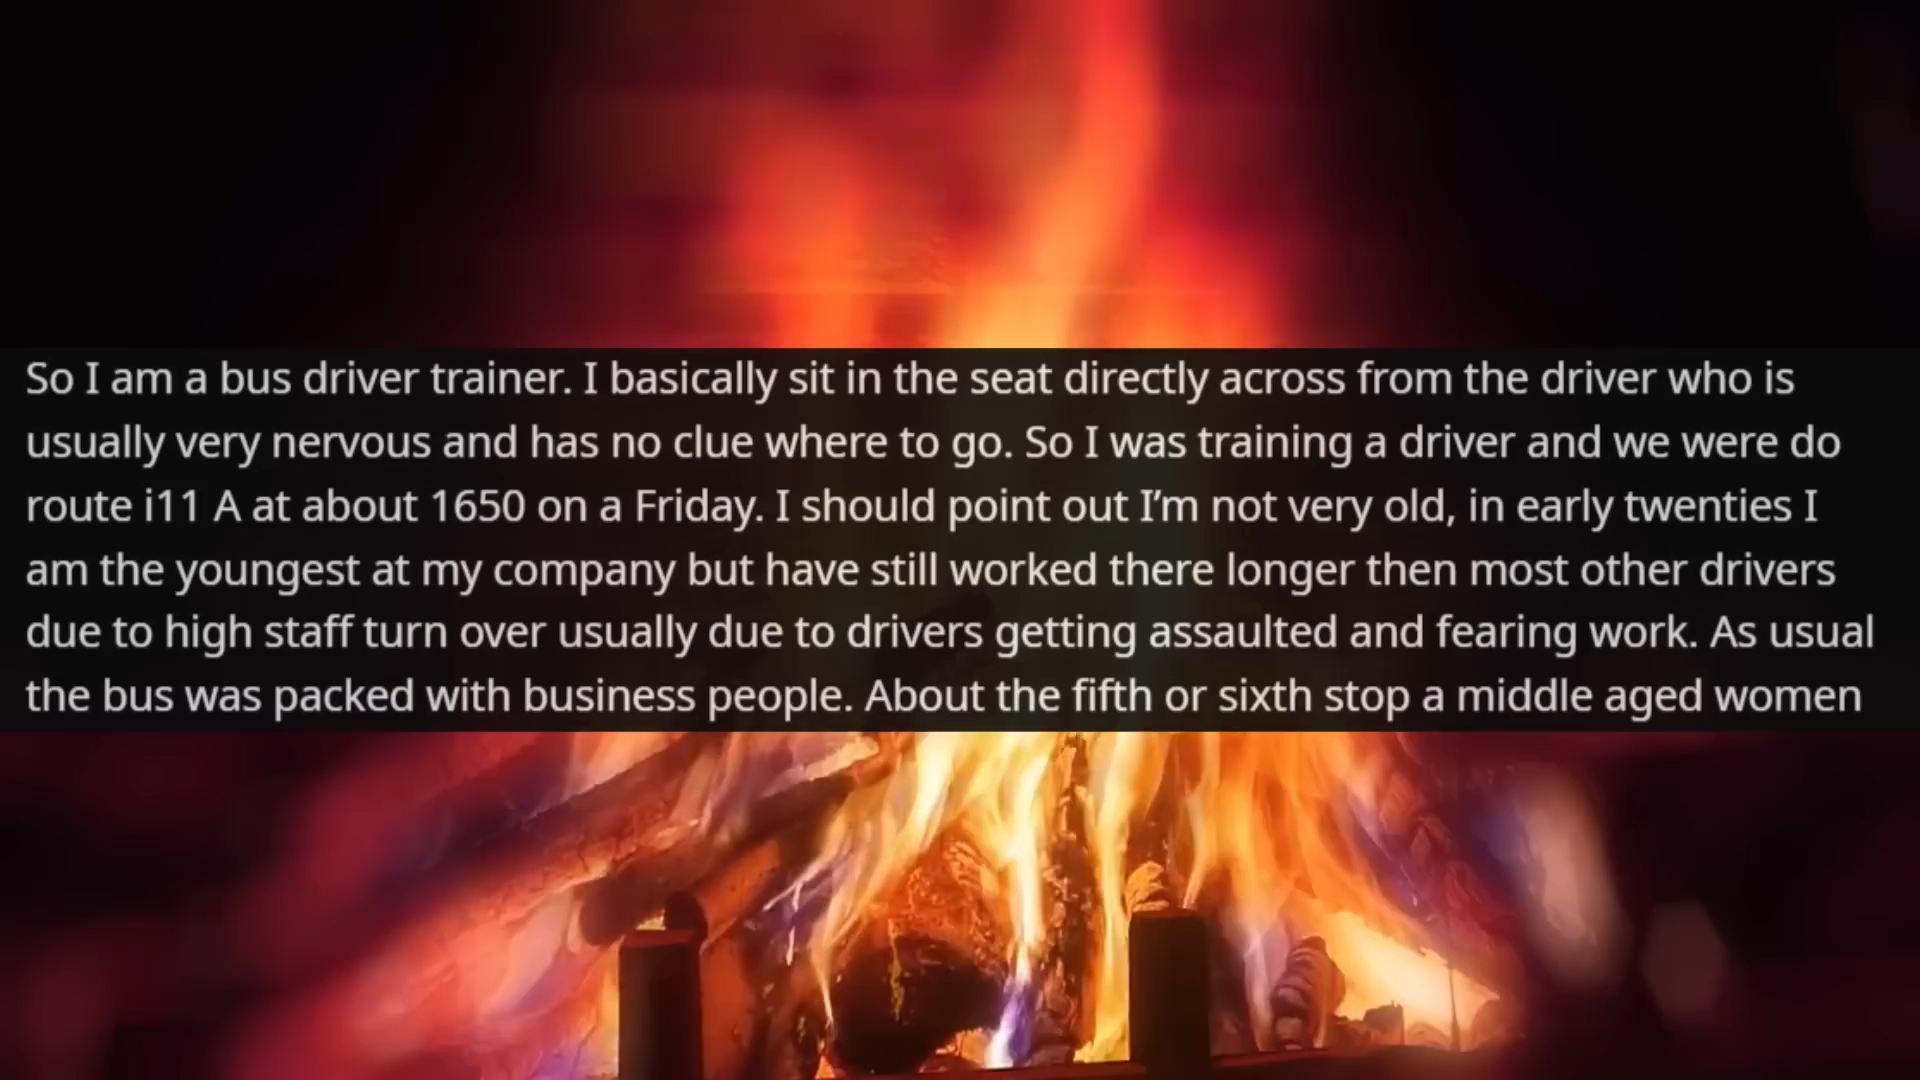 So I am a bus driver trainer. I basically sit in the seat directly across from the driver who is
usually very nervous and has no clue where to go. So I was training a driver and we were do
route i11 A at about 1650 on a Friday. I should point out I’m not very old, in early twenties I
am the youngest at my company but have still worked there longer then most other drivers
due to high staff turn over usually due to drivers getting assaulted and fearing work. As usual
the bus was packed with business people. About the fifth or sixth stop a middle aged women